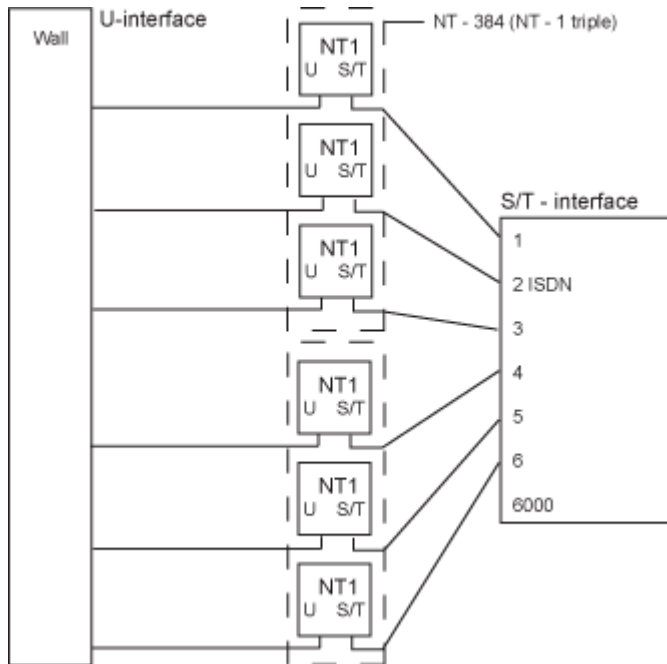 Wall
U-interface
NT - 384 (NT - 1 triple)
NT1
U S/T
NT1
U S/T
NT1
U S/T
NT1
U S/T
NT1
U S/T
NT1
U S/T
S/T - interface
1
2 ISDN
3
4
5
6
6000